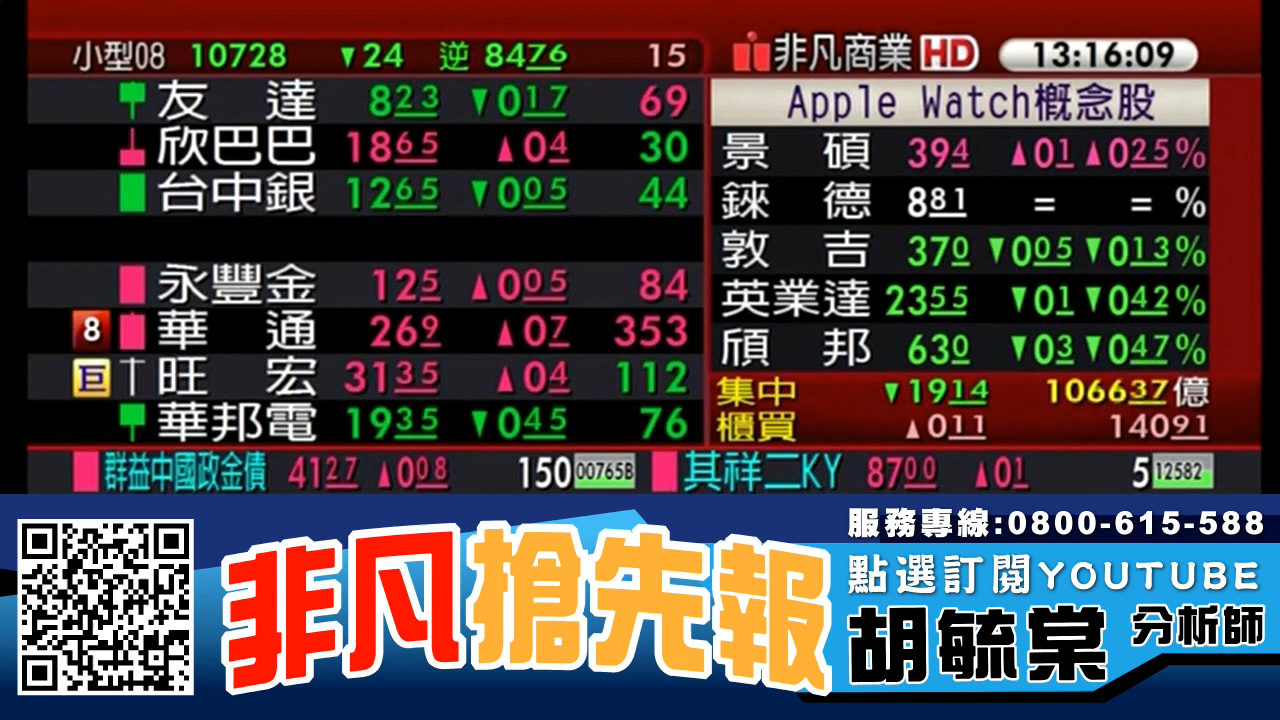 小型08 10728 ▼24 逆 8476 15
非凡商業HD 13:16:09
友達 823 ▼017 69
欣巴巴 1865 ▲04 30
台中銀 1265 ▼005 44
永豐金 125 ▲005 84
8 華通 269 ▲07 353
巨 旺宏 3135 ▲04 112
華邦電 1935 ▼045 76
Apple Watch概念股
景碩 394 ▲01 ▲025%
錸德 881 = = %
敦吉 370 ▼005 ▼013%
英業達 2355 ▼01 ▼042%
頎邦 630 ▼03 ▼047%
集中 ▼1914 106637億
櫃買 ▲011 14091
群益中國政金債 4127 ▲008 150 00765B 其祥二KY 8700 ▲01 5 12582
非凡搶先報
服務專線:0800-615-588
點選訂閱YOUTUBE
胡毓棠 分析師